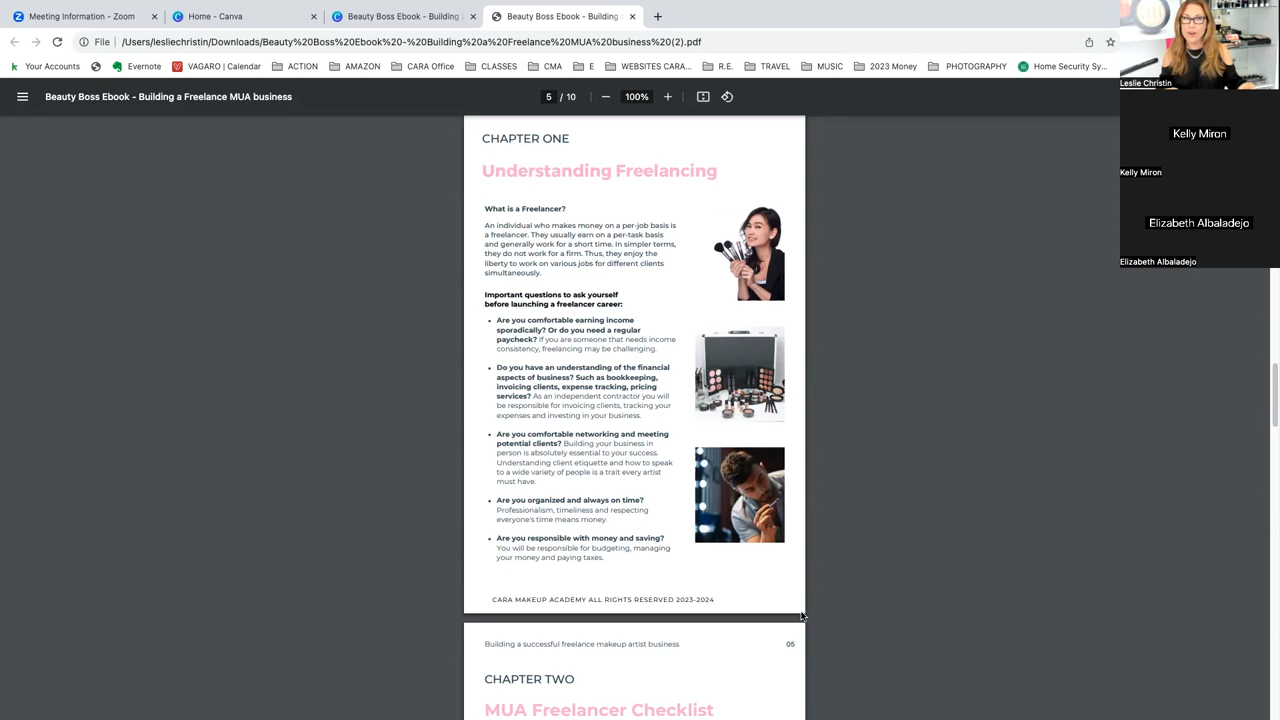 Meeting Information - Zoom
Home - Canva
Beauty Boss Ebook - Building
Beauty Boss Ebook - Building
File
/Users/lesliechristin/Downloads/Beauty%20Boss%20Ebook%20-%20Building%20a%20Freelance%20MUA%20business%20(2).pdf
Your Accounts
Evernote
VAGARO | Calendar
ACTION
AMAZON
CARA Office
CLASSES
CMA
E
WEBSITES CARA...
R.E.
TRAVEL
MUSIC
2023 Money
PHOTOGRAPHY
Home Security Sy...
Leslie Christin
Beauty Boss Ebook - Building a Freelance MUA business
5 / 10
100%
Kelly Miron
Kelly Miron
Elizabeth Albaladejo
Elizabeth Albaladejo
CHAPTER ONE
Understanding Freelancing
What is a Freelancer?
An individual who makes money on a per-job basis is
a freelancer. They usually earn on a per-task basis
and generally work for a short time. In simpler terms,
they do not work for a firm. Thus, they enjoy the
liberty to work on various jobs for different clients
simultaneously.
Important questions to ask yourself
before launching a freelancer career:
• Are you comfortable earning income
sporadically? Or do you need a regular
paycheck? If you are someone that needs income
consistency, freelancing may be challenging.
• Do you have an understanding of the financial
aspects of business? Such as bookkeeping,
invoicing clients, expense tracking, pricing
services? As an independent contractor you will
be responsible for invoicing clients, tracking your
expenses and investing in your business.
• Are you comfortable networking and meeting
potential clients? Building your business in
person is absolutely essential to your success.
Understanding client etiquette and how to speak
to a wide variety of people is a trait every artist
must have.
• Are you organized and always on time?
Professionalism, timeliness and respecting
everyone's time means money.
• Are you responsible with money and saving?
You will be responsible for budgeting, managing
your money and paying taxes.
CARA MAKEUP ACADEMY ALL RIGHTS RESERVED 2023-2024
Building a successful freelance makeup artist business
05
CHAPTER TWO
MUA Freelancer Checklist